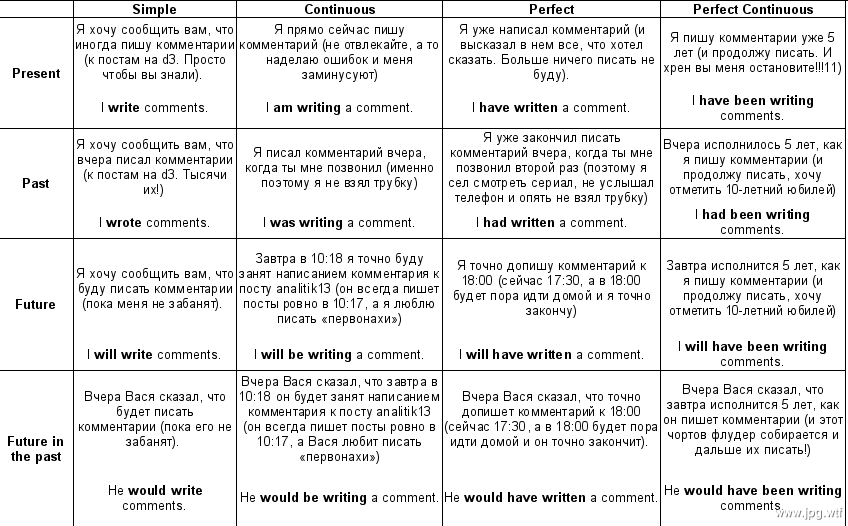 Simple
Continuous
Perfect
Perfect Continuous
Present
Я хочу сообщить вам, что
иногда пишу комментарии
(к постам на d3. Просто
чтобы вы знали).
I write comments.
Я прямо сейчас пишу
комментарий (не отвлекайте, а то
наделаю ошибок и меня
заминусуют)
I am writing a comment.
Я уже написал комментарий (и
высказал в нем все, что хотел
сказать. Больше ничего писать не
буду).
I have written a comment.
Я пишу комментарии уже 5
лет (и продолжу писать. И
хрен вы меня остановите!!!11)
I have been writing
comments.
Past
Я хочу сообщить вам, что
вчера писал комментарии
(к постам на d3. Тысячи
их!)
I wrote comments.
Я писал комментарий вчера,
когда ты мне позвонил (именно
поэтому я не взял трубку)
I was writing a comment.
Я уже закончил писать
комментарий вчера, когда ты мне
позвонил второй раз (поэтому я
сел смотреть сериал, не услышал
телефон и опять не взял трубку)
I had written a comment.
Вчера исполнилось 5 лет, как
я пишу комментарии (и
продолжу писать, хочу
отметить 10-летний юбилей)
I had been writing
comments.
Future
Я хочу сообщить вам, что
буду писать комментарии
(пока меня не забанят).
I will write comments.
Завтра в 10:18 я точно буду
занят написанием комментария к
посту analitik13 (он всегда пишет
посты ровно в 10:17, а я люблю
писать «первонахи»)
I will be writing a comment.
Я точно допишу комментарий к
18:00 (сейчас 17:30, а в 18:00
будет пора идти домой и я точно
закончу)
I will have written a comment.
Завтра исполнится 5 лет, как
я пишу комментарии (и
продолжу писать, хочу
отметить 10-летний юбилей)
I will have been writing
comments.
Future in
the past
Вчера Вася сказал, что
будет писать
комментарии (пока его не
забанят).
He would write
comments.
Вчера Вася сказал, что завтра в
10:18 он будет занят написанием
комментария к посту analitik13
(он всегда пишет посты ровно в
10:17, а Вася любит писать
«первонахи»)
He would be writing a comment.
Вчера Вася сказал, что точно
допишет комментарий к 18:00
(сейчас 17:30, а в 18:00 будет пора
идти домой и он точно закончит).
He would have written a comment.
Вчера Вася сказал, что
завтра исполнится 5 лет, как
он пишет комментарии (и этот
чортов флудер собирается и
дальше их писать!)
He would have been writing
comments.
www.jpg.wtf